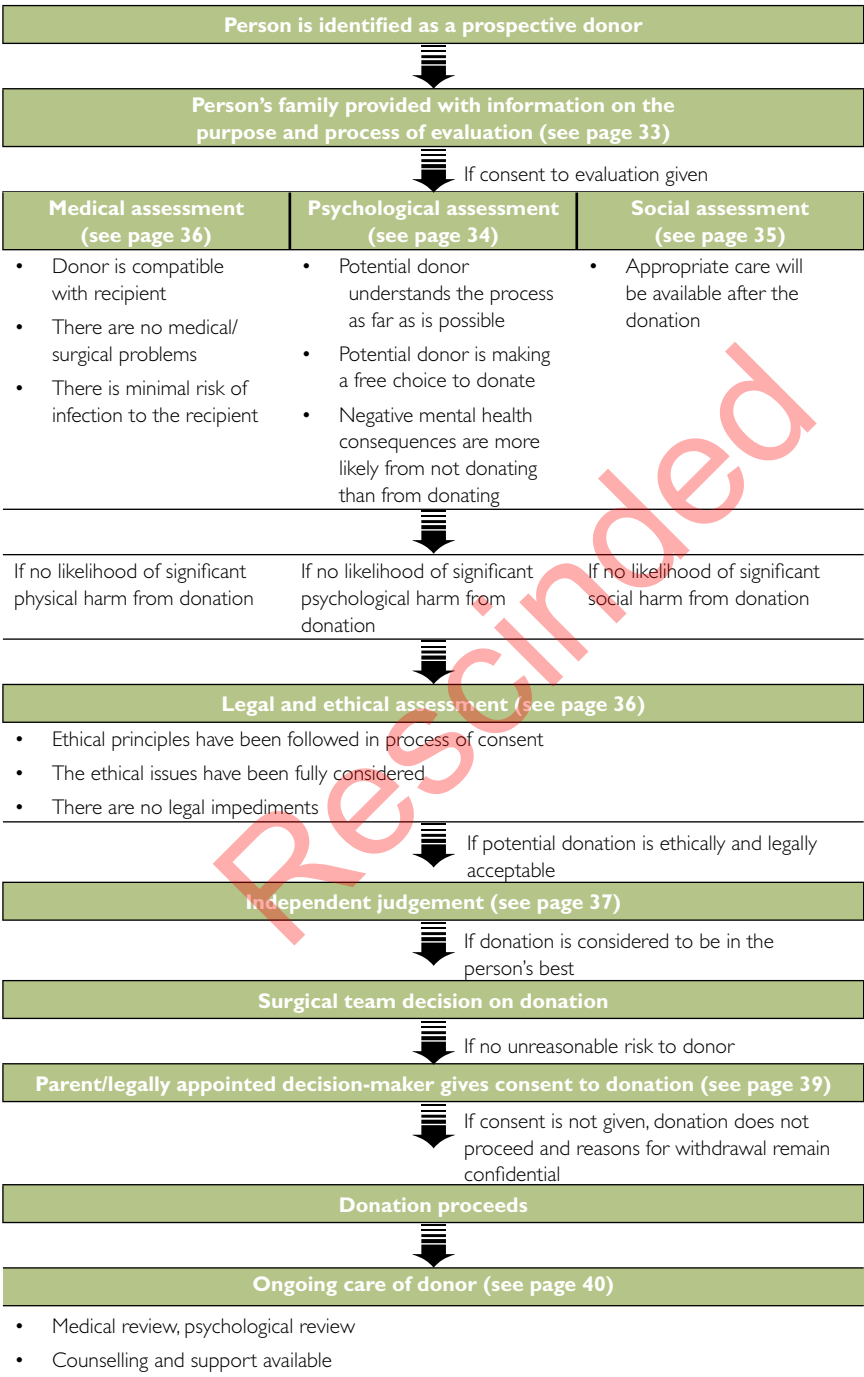 Person is identified as a prospective donor
Person's family provided with information on the
purpose and process of evaluation (see page 33)
If consent to evaluation given
Medical assessment
(see page 36)
• Donor is compatible
with recipient
• There are no medical/
surgical problems
• There is minimal risk of
infection to the recipient
Psychological assessment
(see page 34)
• Potential donor
understands the process
as far as is possible
• Potential donor is making
a free choice to donate
• Negative mental health
consequences are more
likely from not donating
than from donating
Social assessment
(see page 35)
• Appropriate care will
be available after the
donation
If no likelihood of significant
physical harm from donation
If no likelihood of significant
psychological harm from
donation
If no likelihood of significant
social harm from donation
Legal and ethical assessment (see page 36)
• Ethical principles have been followed in process of consent
• The ethical issues have been fully considered
• There are no legal impediments
If potential donation is ethically and legally
acceptable
Independent judgement (see page 37)
If donation is considered to be in the
person's best
Surgical team decision on donation
If no unreasonable risk to donor
Parent/legally appointed decision-maker gives consent to donation (see page 39)
If consent is not given, donation does not
proceed and reasons for withdrawal remain
confidential
Donation proceeds
Ongoing care of donor (see page 40)
• Medical review, psychological review
• Counselling and support available
Rescinded